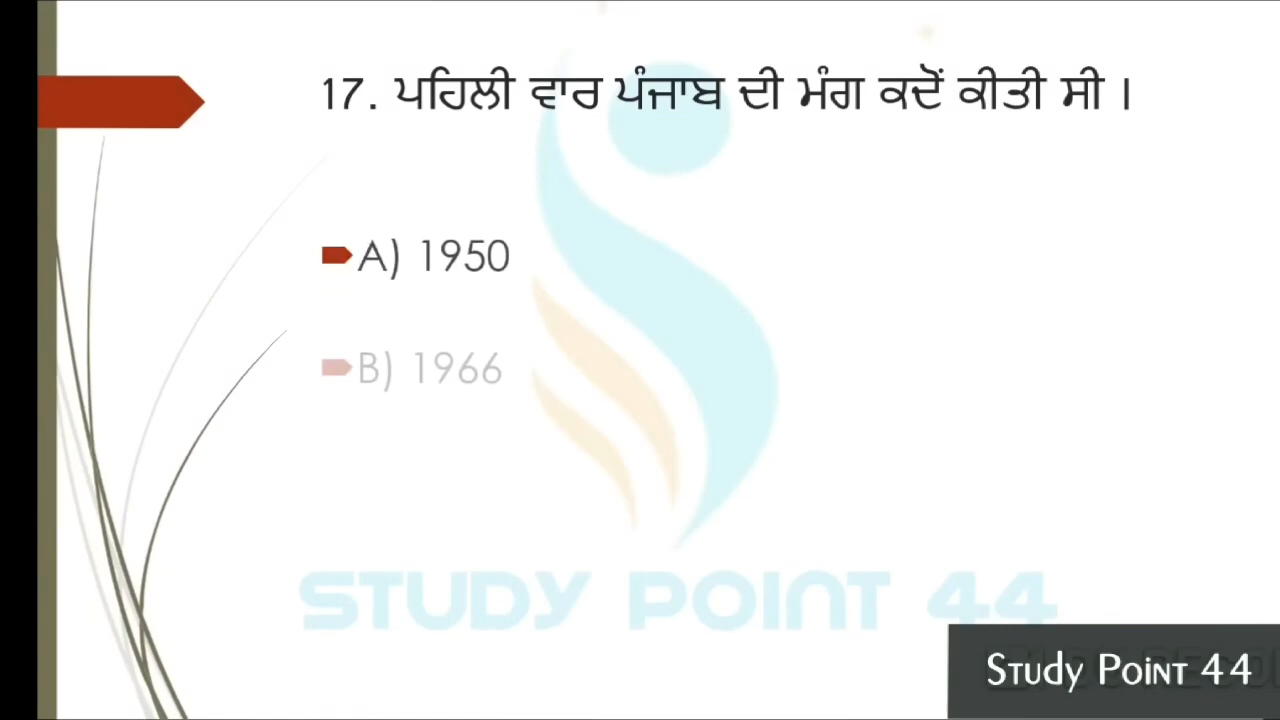 17. ਪਹਿਲੀ ਵਾਰ ਪੰਜਾਬ ਦੀ ਮੰਗ ਕਦੋਂ ਕੀਤੀ ਸੀ ।
A) 1950
B) 1966
STUDY POINT 44
Study Point 44